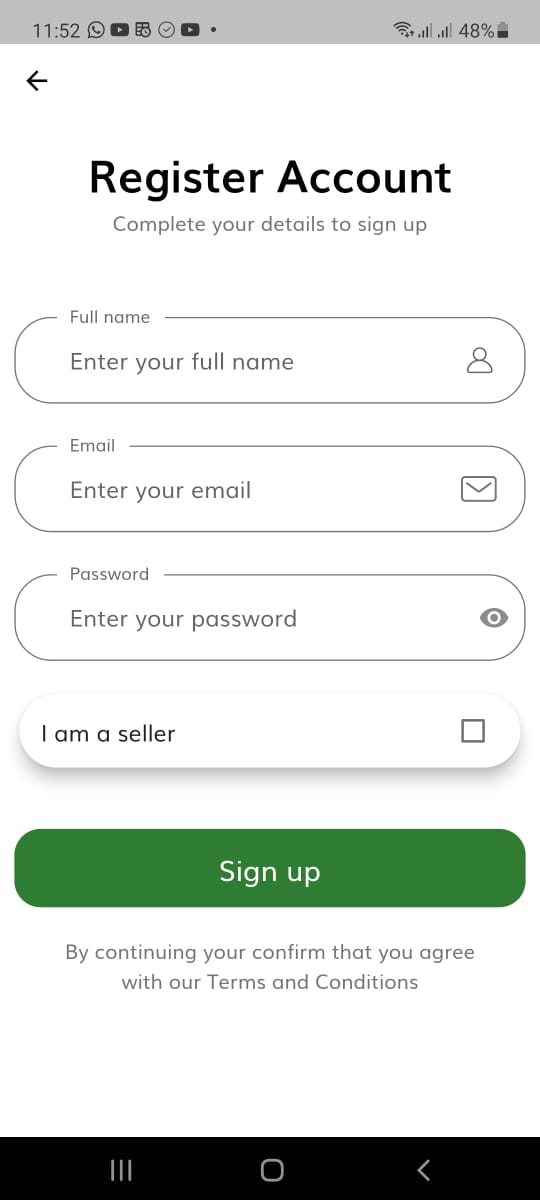 11:52
48%
Register Account
Complete your details to sign up
Full name
Enter your full name
Email
Enter your email
Password
Enter your password
I am a seller
Sign up
By continuing your confirm that you agree
with our Terms and Conditions